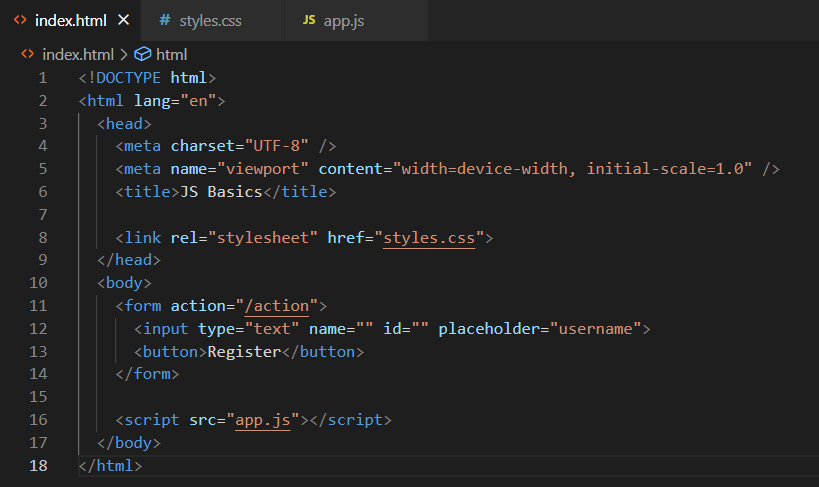 index.html
styles.css
JS app.js
index.html html
1 <!DOCTYPE html>
2 <html lang="en">
3 <head>
4 <meta charset="UTF-8" />
5 <meta name="viewport" content="width=device-width, initial-scale=1.0" />
6 <title>JS Basics</title>
7
8 <link rel="stylesheet" href="styles.css">
9 </head>
10 <body>
11 <form action="/action">
12 <input type="text" name="" id="" placeholder="username">
13 <button>Register</button>
14 </form>
15
16 <script src="app.js"></script>
17 </body>
18 </html>